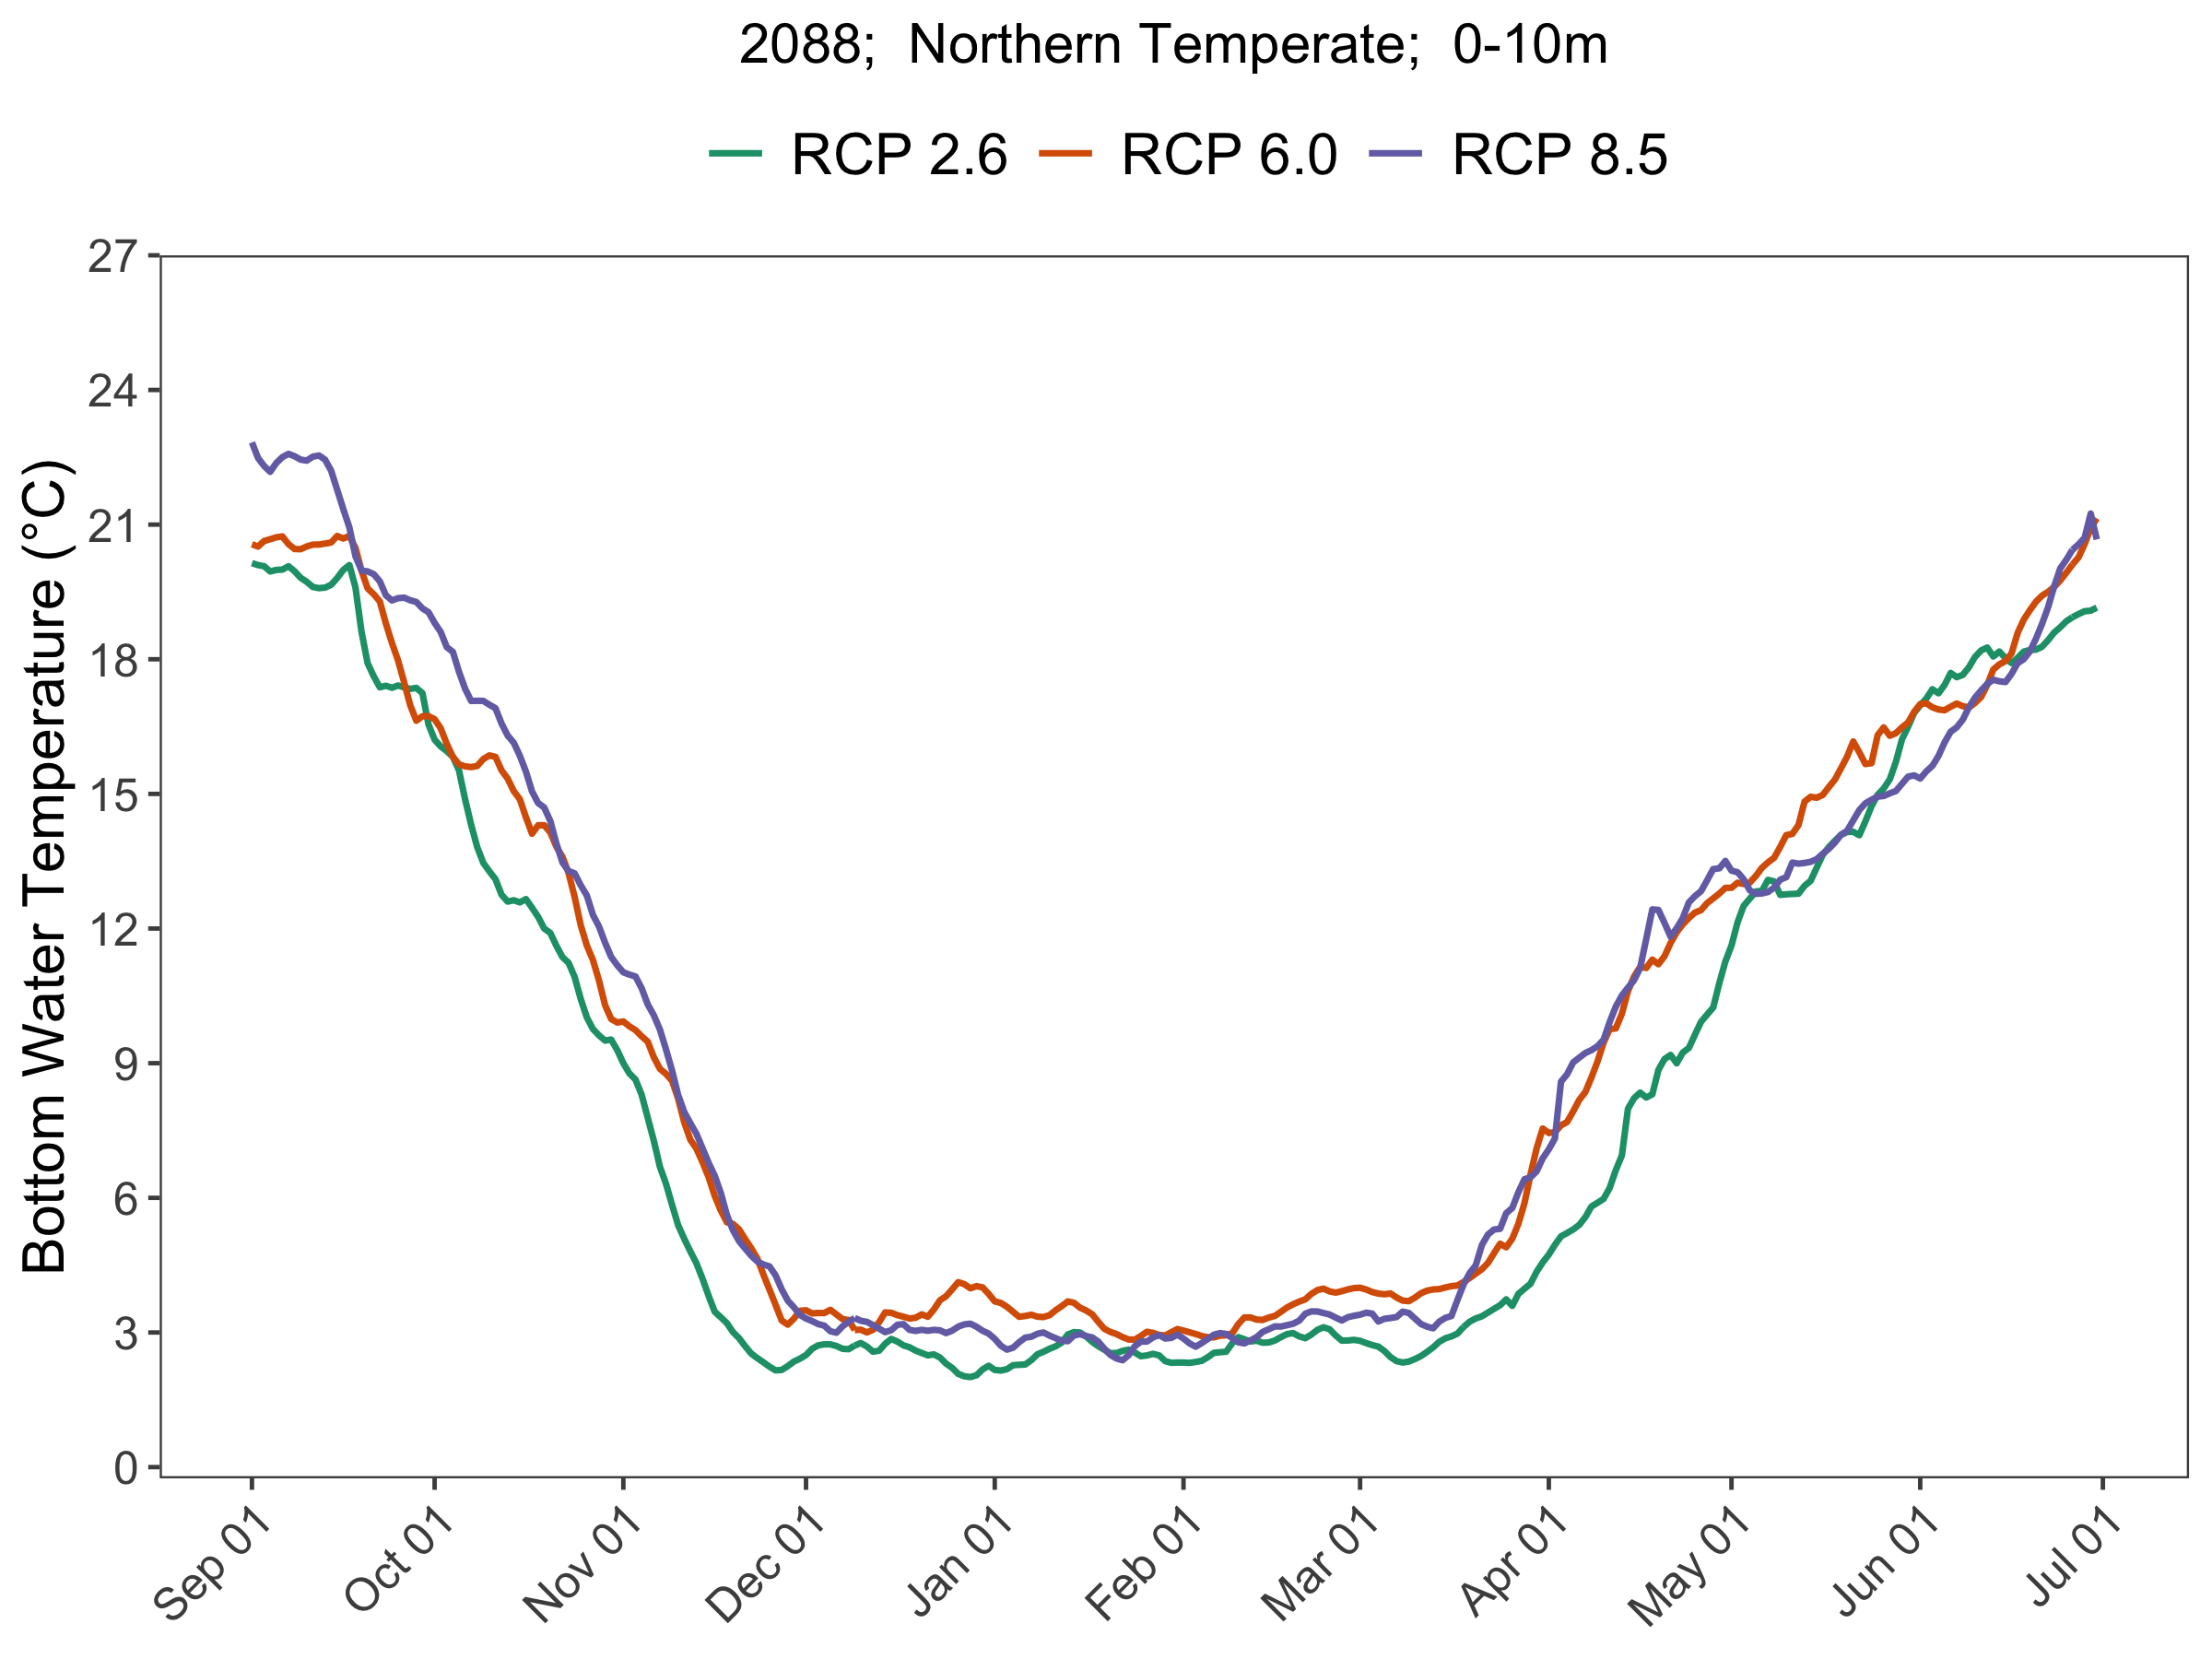 2088;  Northern Temperate;  0-10m
RCP 2.6 RCP 6.0 RCP 8.5
Bottom Water Temperature (°C)
27
24
21
18
15
12
9
6
3
0
Sep 01 Oct 01 Nov 01 Dec 01 Jan 01 Feb 01 Mar 01 Apr 01 May 01 Jun 01 Jul 01